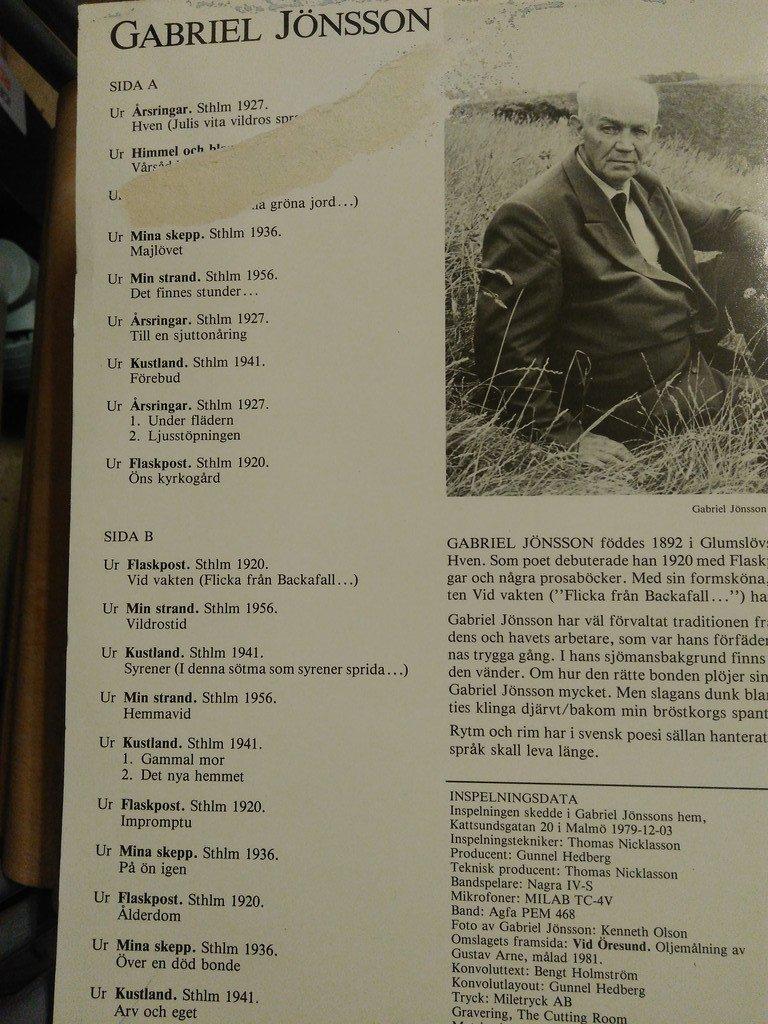 GABRIEL JÖNSSON
SIDA A
Ur Årsringar. Sthlm 1927.
Hven (Julis vita vildros
Ur Himmel och
Ur
gröna jord...)
Ur Mina skepp. Sthlm 1936.
Majlövet
Ur Min strand. Sthlm 1956.
Det finnes stunder...
Ur Årsringar. Sthlm 1927.
Till en sjuttonåring
Ur Kustland. Sthlm 1941.
Förebud
Ur Årsringar. Sthlm 1927.
1. Under flädern
2. Ljusstöpningen
Ur Flaskpost. Sthlm 1920.
Öns kyrkogård
SIDA B
Ur Flaskpost. Sthlm 1920.
Vid vakten (Flicka från Backafall...)
Ur Min strand. Sthlm 1956.
Vildrostid
Ur Kustland. Sthlm 1941.
Syrener (I denna sötma som syrener sprida...)
Ur Min strand. Sthlm 1956.
Hemmavid
Ur Kustland. Sthlm 1941.
1. Gammal mor
2. Det nya hemmet
Ur Flaskpost. Sthlm 1920.
Impromptu
Ur Mina skepp. Sthlm 1936.
På ön igen
Ur Flaskpost. Sthlm 1920.
Ålderdom
Ur Mina skepp. Sthlm 1936.
Över en död bonde
Ur Kustland. Sthlm 1941.
Arv och eget
Gabriel Jönsson
GABRIEL JÖNSSON föddes 1892 i Glumslövs
Hven. Som poet debuterade han 1920 med Flask
gar och några prosaböcker. Med sin formsköna,
ten Vid vakten ("Flicka från Backafall...") ha
Gabriel Jönsson har väl förvaltat traditionen fr
dens och havets arbetare, som var hans förfäder
nas trygga gång. I hans sjömansbakgrund finns
den vänder. Om hur den rätte bonden plöjer sin
Gabriel Jönsson mycket. Men slagans dunk bla
ties klinga djärvt/bakom min bröstkorgs spant
Rytm och rim har i svensk poesi sällan hanterat
språk skall leva länge.
INSPELNINGSDATA
Inspelningen skedde i Gabriel Jönssons hem,
Kattsundsgatan 20 i Malmö 1979-12-03
Inspelningstekniker: Thomas Nicklasson
Producent: Gunnel Hedberg
Teknisk producent: Thomas Nicklasson
Bandspelare: Nagra IV-S
Mikrofoner: MILAB TC-4V
Band: Agfa PEM 468
Foto av Gabriel Jönsson: Kenneth Olson
Omslagets framsida: Vid Öresund. Oljemålning av
Gustav Arne, målad 1981.
Konvoluttext: Bengt Holmström
Konvolutlayout: Gunnel Hedberg
Tryck: Miletryck AB
Gravering, The Cutting Room